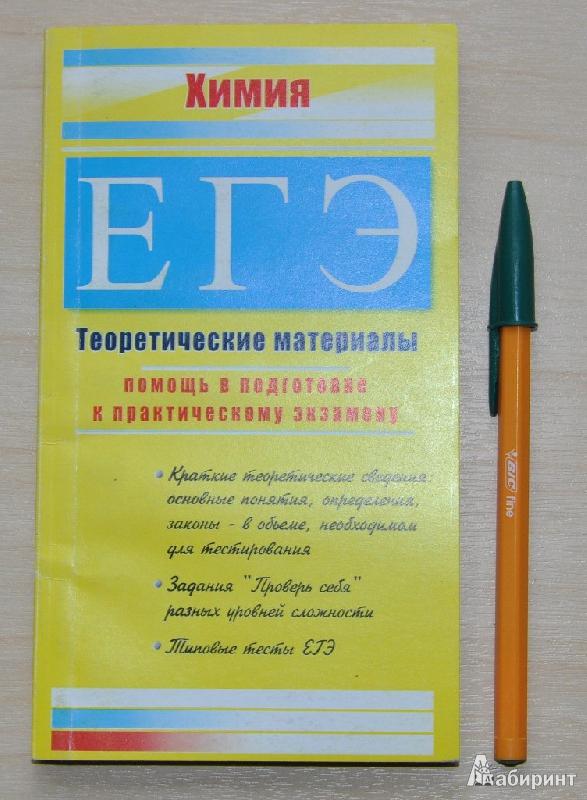 Химия
ЕГЭ
Теоретические материалы
помощь в подготовке
к практическому экзамену
• Краткие теоретические сведения:
основные понятия, определения,
законы - в объеме, необходимом
для тестирования
• Задания "Проверь себя"
разных уровней сложности
• Типовые тесты ЕГЭ
BIC
fine
Лабиринт